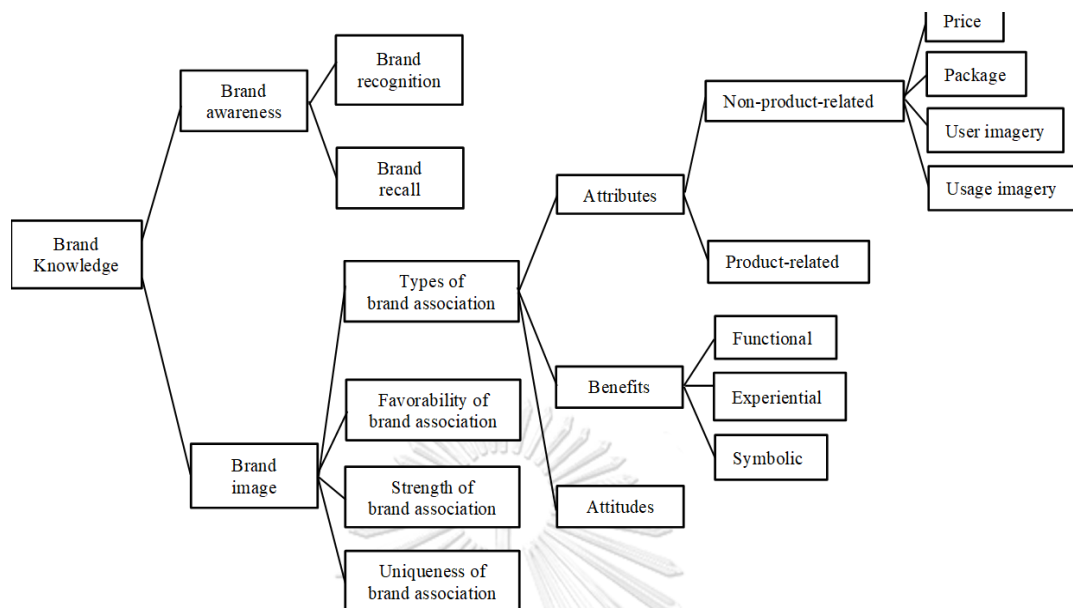 Price
Brand
recognition
Package
Brand
awareness
Non-product-related
User imagery
Brand
recall
Usage imagery
Attributes
Brand
Knowledge
Types of
brand association
Product-related
Functional
Benefits
Experiential
Favorability of
brand association
Symbolic
Brand
image
Strength of
brand association
Attitudes
Uniqueness of
brand association